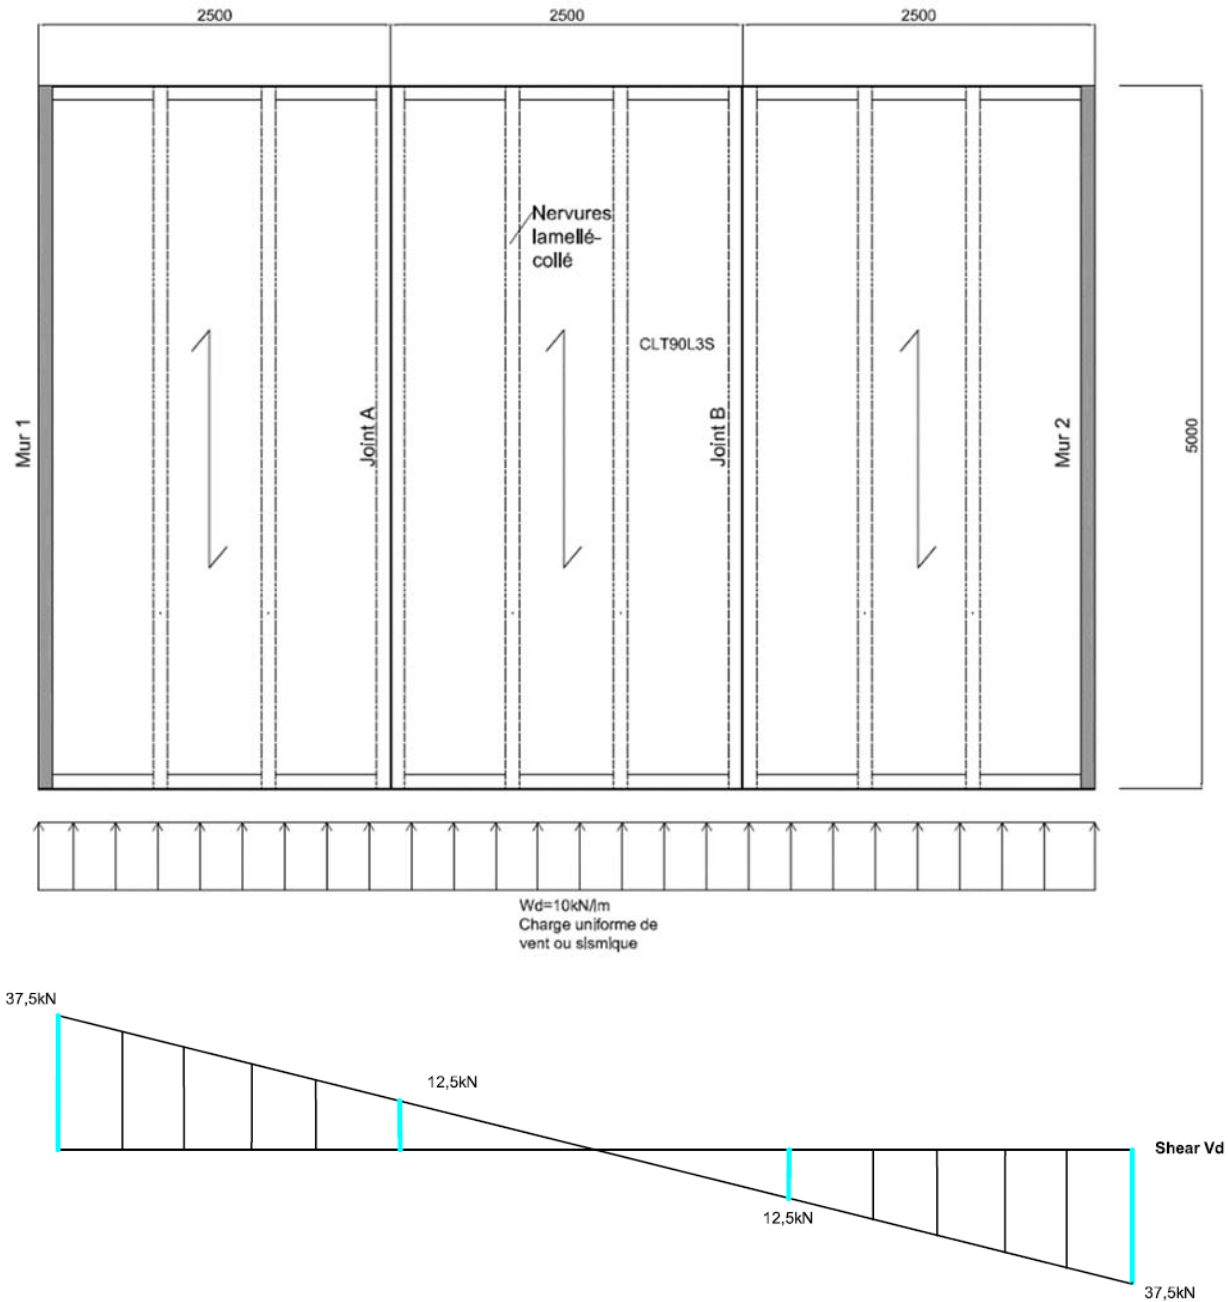 2500
2500
2500
Nervures
lamellé-
collé
CLT90L3S
Mur 1
Joint A
Joint B
Mur 2
5000
Wd=10kN/lm
Charge uniforme de
vent ou sismique
37,5kN
12,5kN
Shear Vd
12,5kN
37,5kN